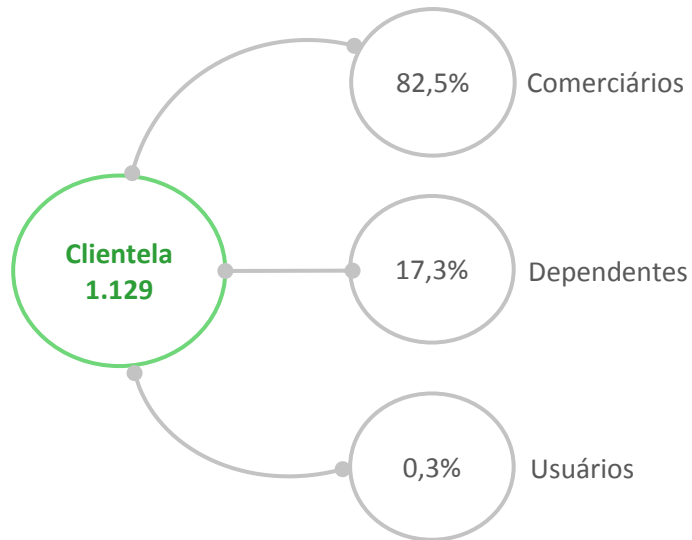 82,5%
Comerciários
Clientela
1.129
17,3%
Dependentes
0,3%
Usuários